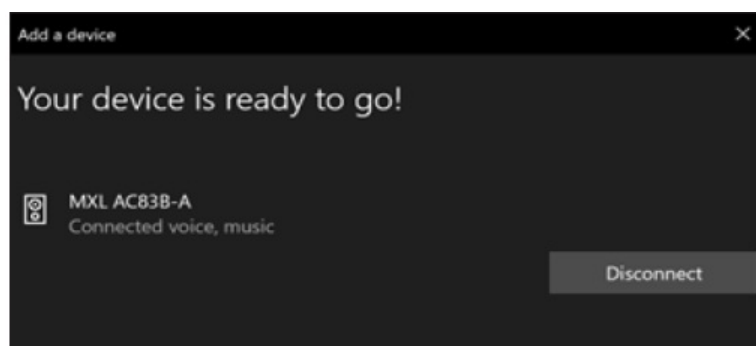 Add a device
Your device is ready to go!
MXL AC83B-A
Connected voice, music
Disconnect